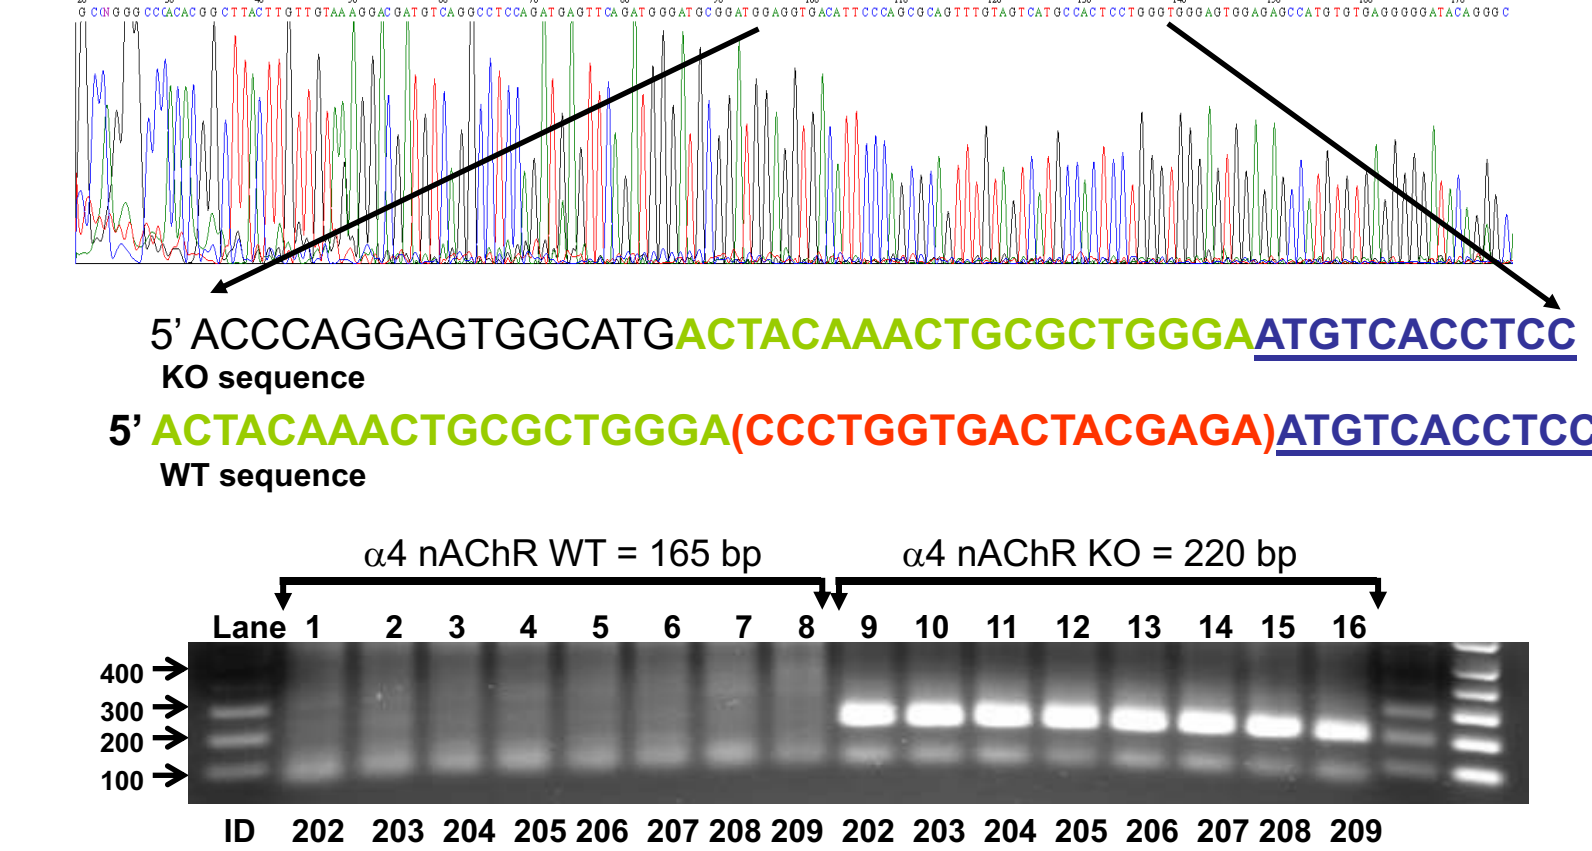 5’ ACCCAGGAGTGGCATGACTACAAACTGCGCTGGGAATGTCACCTCC
KO sequence
5’ ACTACAAACTGCGCTGGGA(CCCTGGTGACTACGAGA)ATGTCACCTCC
WT sequence
α4 nAChR WT = 165 bp α4 nAChR KO = 220 bp
Lane 1 2 3 4 5 6 7 8 9 10 11 12 13 14 15 16
400
300
200
100
ID 202 203 204 205 206 207 208 209 202 203 204 205 206 207 208 209